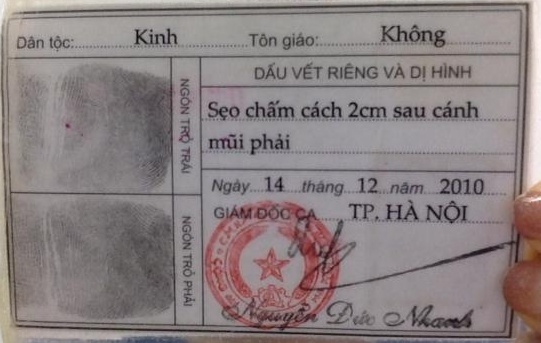 Dân tộc: Kinh Tôn giáo: Không
NGÓN TRỎ TRÁI
NGÓN TRỎ PHẢI
DẤU VẾT RIÊNG VÀ DỊ HÌNH
Sẹo chấm cách 2cm sau cánh
mũi phải
Ngày 14 tháng 12 năm 2010
GIÁM ĐỐC CA TP. HÀ NỘI
Nguyễn Đức Nhanh